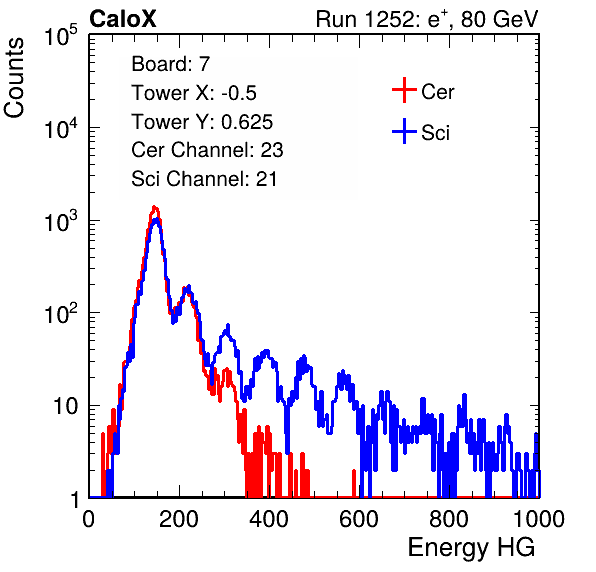 CaloX Run 1252: e⁺, 80 GeV
Counts
Board: 7
Tower X: -0.5
Tower Y: 0.625
Cer Channel: 23
Sci Channel: 21
Cer
Sci
10⁵
10⁴
10³
10²
10
1
0 200 400 600 800 1000
Energy HG